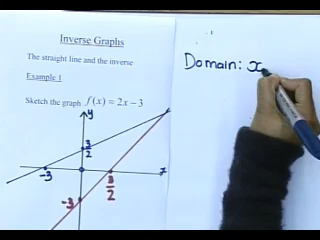 Inverse Graphs
The straight line and the inverse
Example 1
Sketch the graph f(x) = 2x − 3
Domain: x
y
3/2
-3
3/2
x
-3